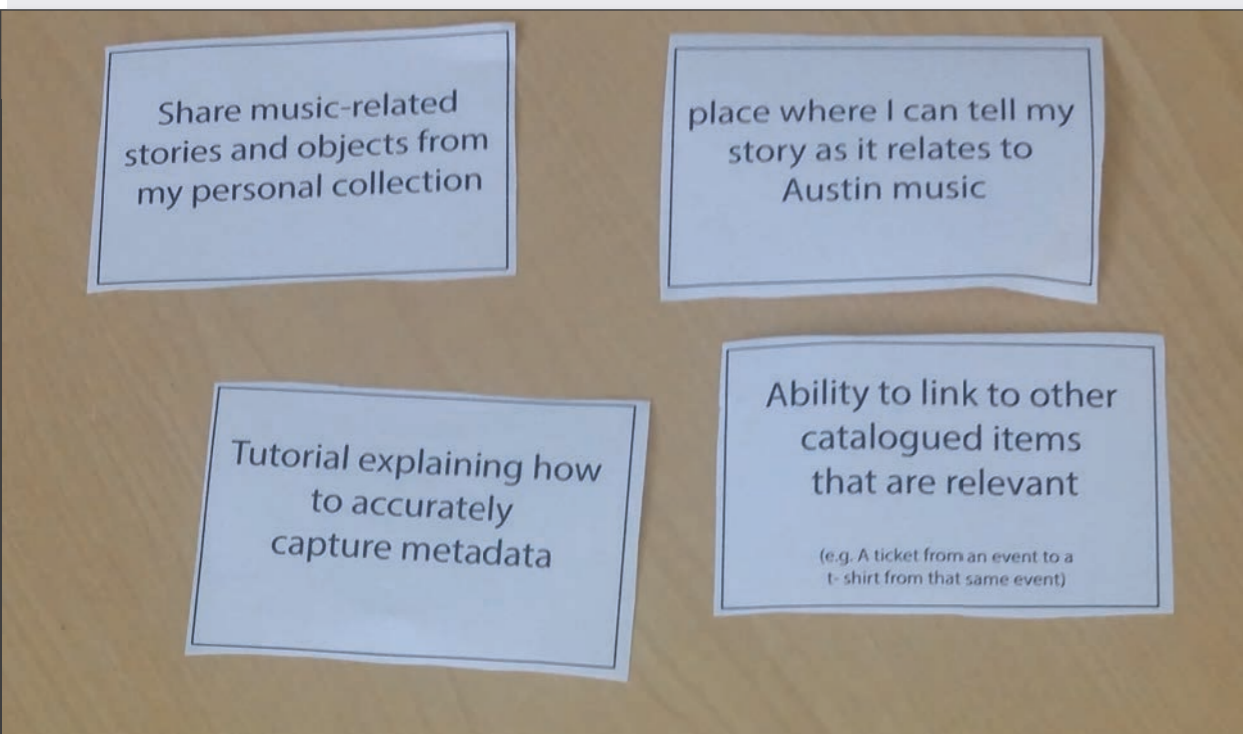 Share music-related
stories and objects from
my personal collection
place where I can tell my
story as it relates to
Austin music
Tutorial explaining how
to accurately
capture metadata
Ability to link to other
catalogued items
that are relevant
(e.g. A ticket from an event to a
t- shirt from that same event)